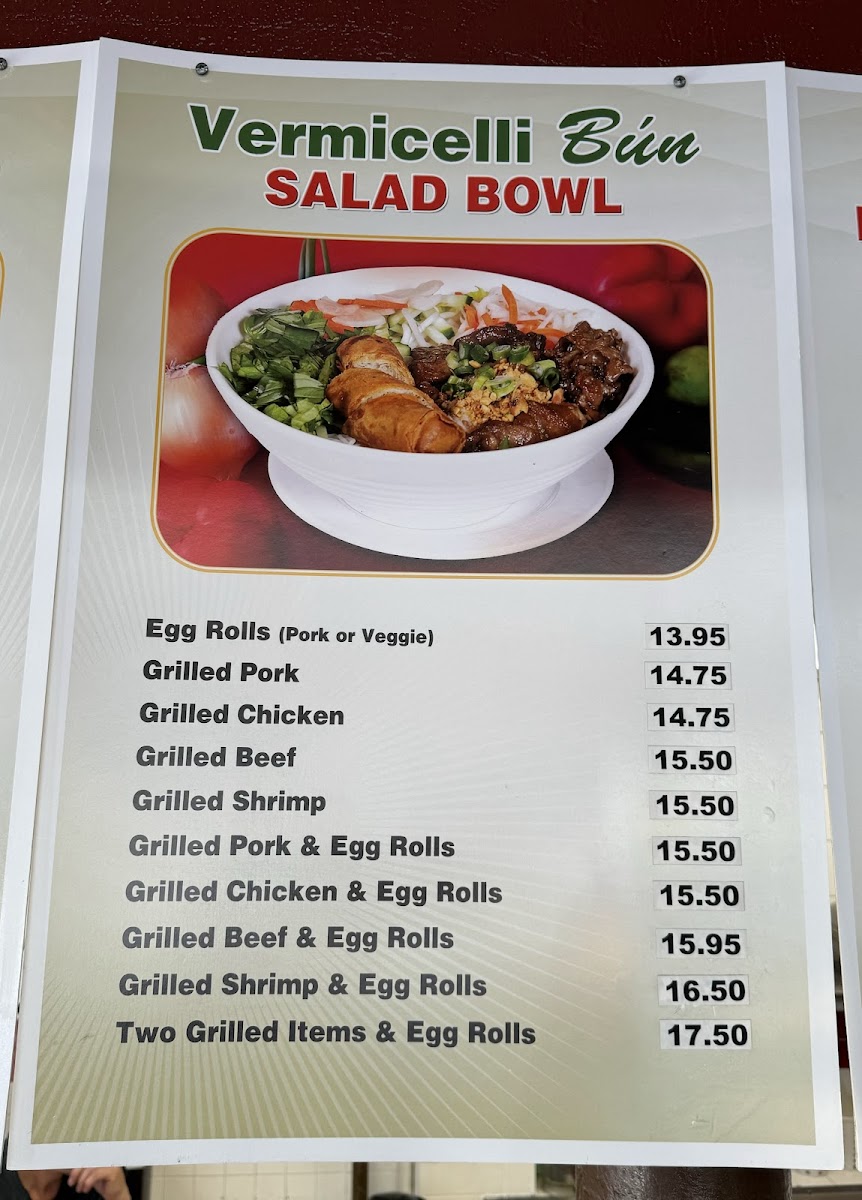 Vermicelli Bún
SALAD BOWL
Egg Rolls (Pork or Veggie) 13.95
Grilled Pork 14.75
Grilled Chicken 14.75
Grilled Beef 15.50
Grilled Shrimp 15.50
Grilled Pork & Egg Rolls 15.50
Grilled Chicken & Egg Rolls 15.50
Grilled Beef & Egg Rolls 15.95
Grilled Shrimp & Egg Rolls 16.50
Two Grilled Items & Egg Rolls 17.50